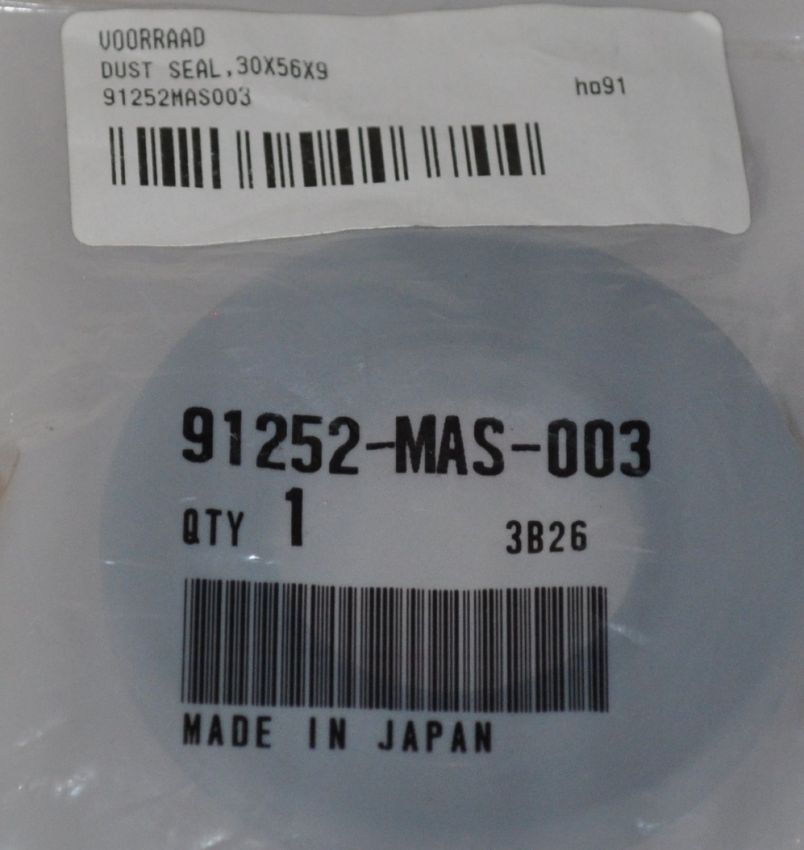 VOORRAAD
DUST SEAL,30X56X9
91252MAS003
ho91
91252-MAS-003
QTY 1 3B26
MADE IN JAPAN